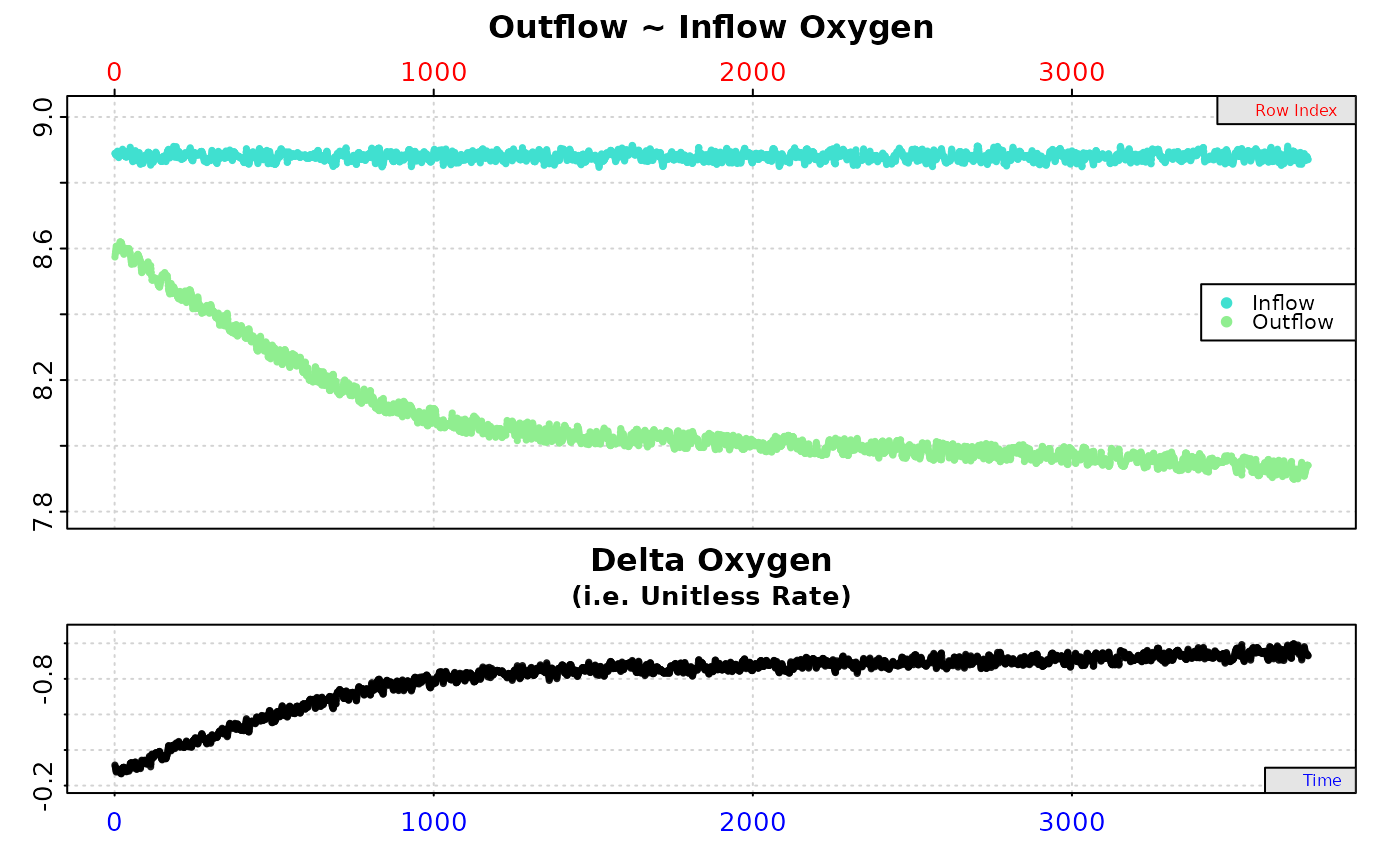 Outflow ~ Inflow Oxygen
0 1000 2000 3000
Row Index
9.0
8.6
8.2
7.8
Inflow
Outflow
Delta Oxygen
(i.e. Unitless Rate)
-0.8
-0.2
Time
0 1000 2000 3000